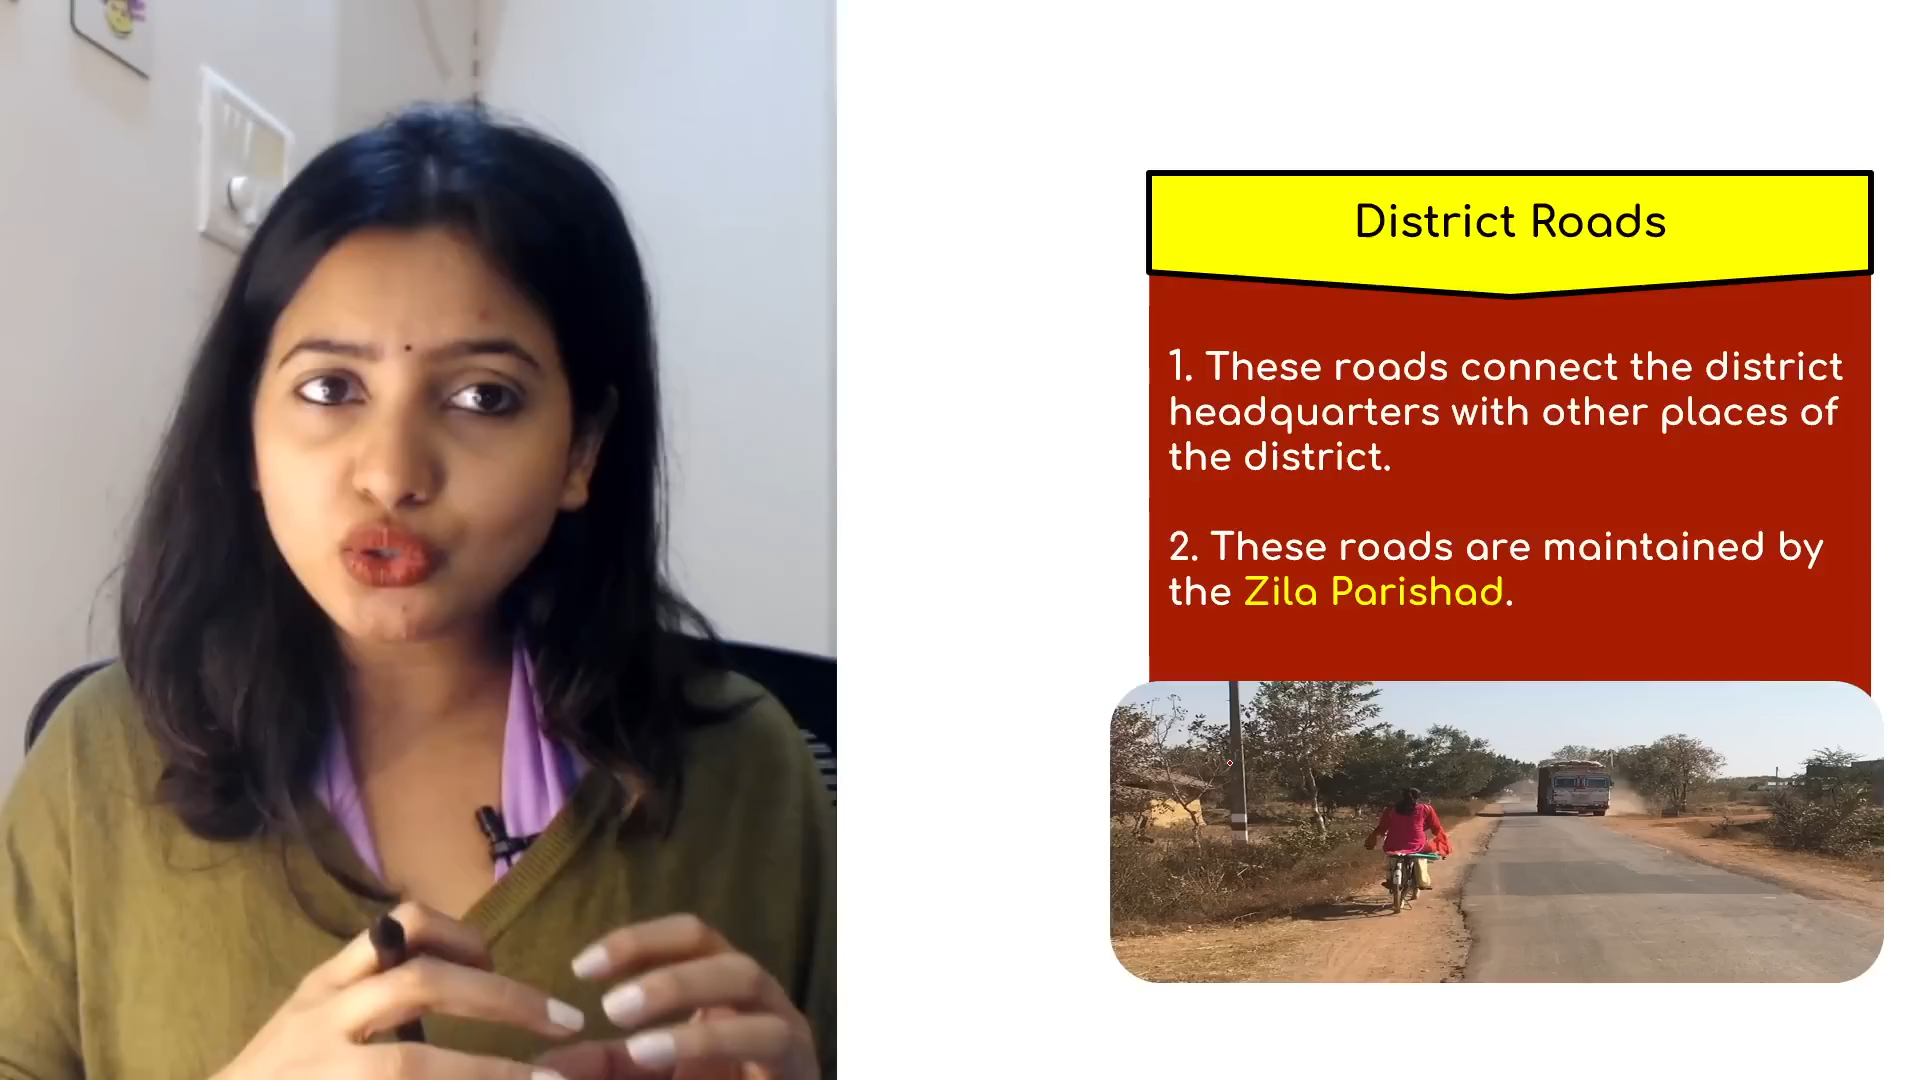 District Roads
1. These roads connect the district
headquarters with other places of
the district.
2. These roads are maintained by
the Zila Parishad.